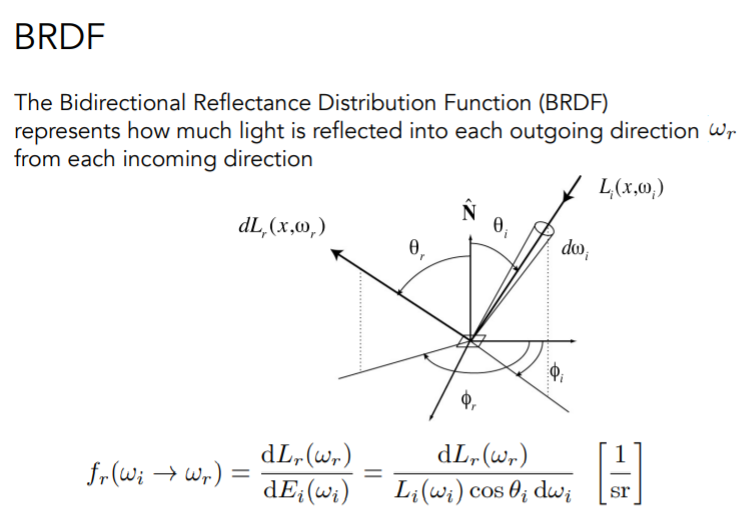 BRDF
The Bidirectional Reflectance Distribution Function (BRDF)
represents how much light is reflected into each outgoing direction ωr
from each incoming direction
Li(x,ωi)
dLr(x,ωr)
N̂
θi
θr
dωi
ϕi
ϕr
fr(ωi → ωr) = dLr(ωr) / dEi(ωi) = dLr(ωr) / Li(ωi) cos θi dωi [1 / sr]